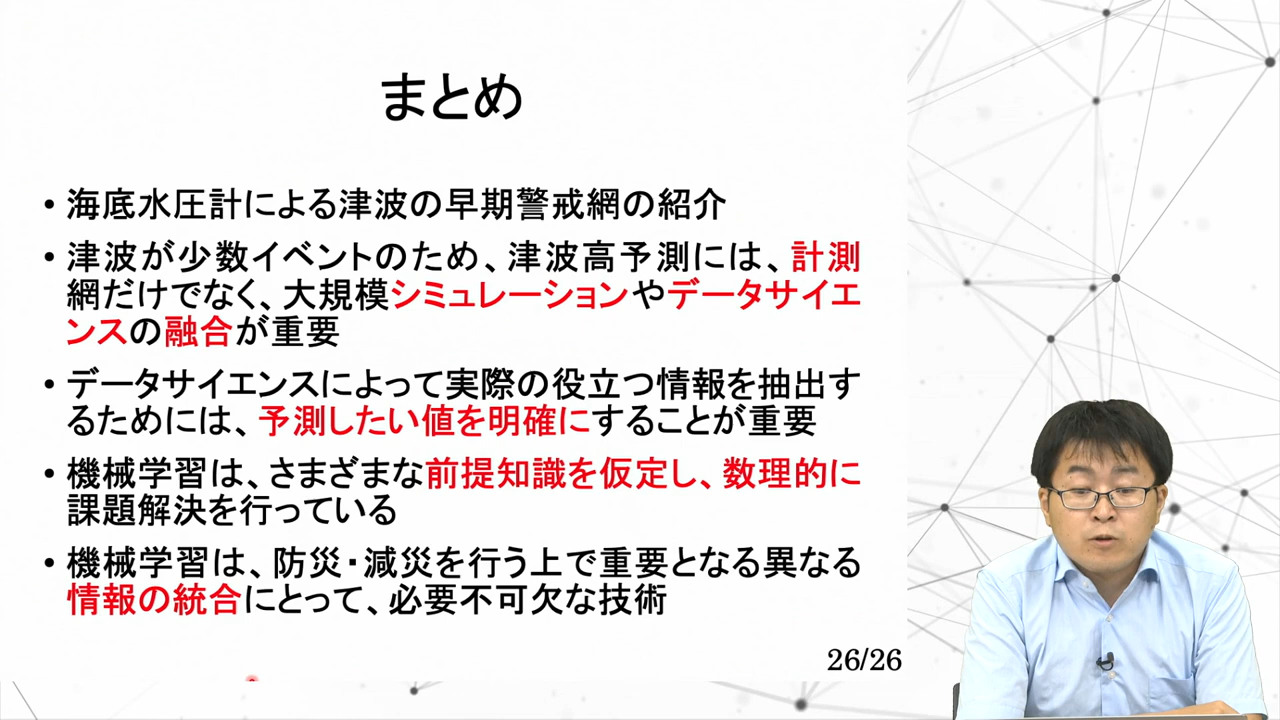 まとめ
• 海底水圧計による津波の早期警戒網の紹介
• 津波が少数イベントのため、津波高予測には、計測
網だけでなく、大規模シミュレーションやデータサイエ
ンスの融合が重要
• データサイエンスによって実際の役立つ情報を抽出す
るためには、予測したい値を明確にすることが重要
• 機械学習は、さまざまな前提知識を仮定し、数理的に
課題解決を行っている
• 機械学習は、防災・減災を行う上で重要となる異なる
情報の統合にとって、必要不可欠な技術
26/26